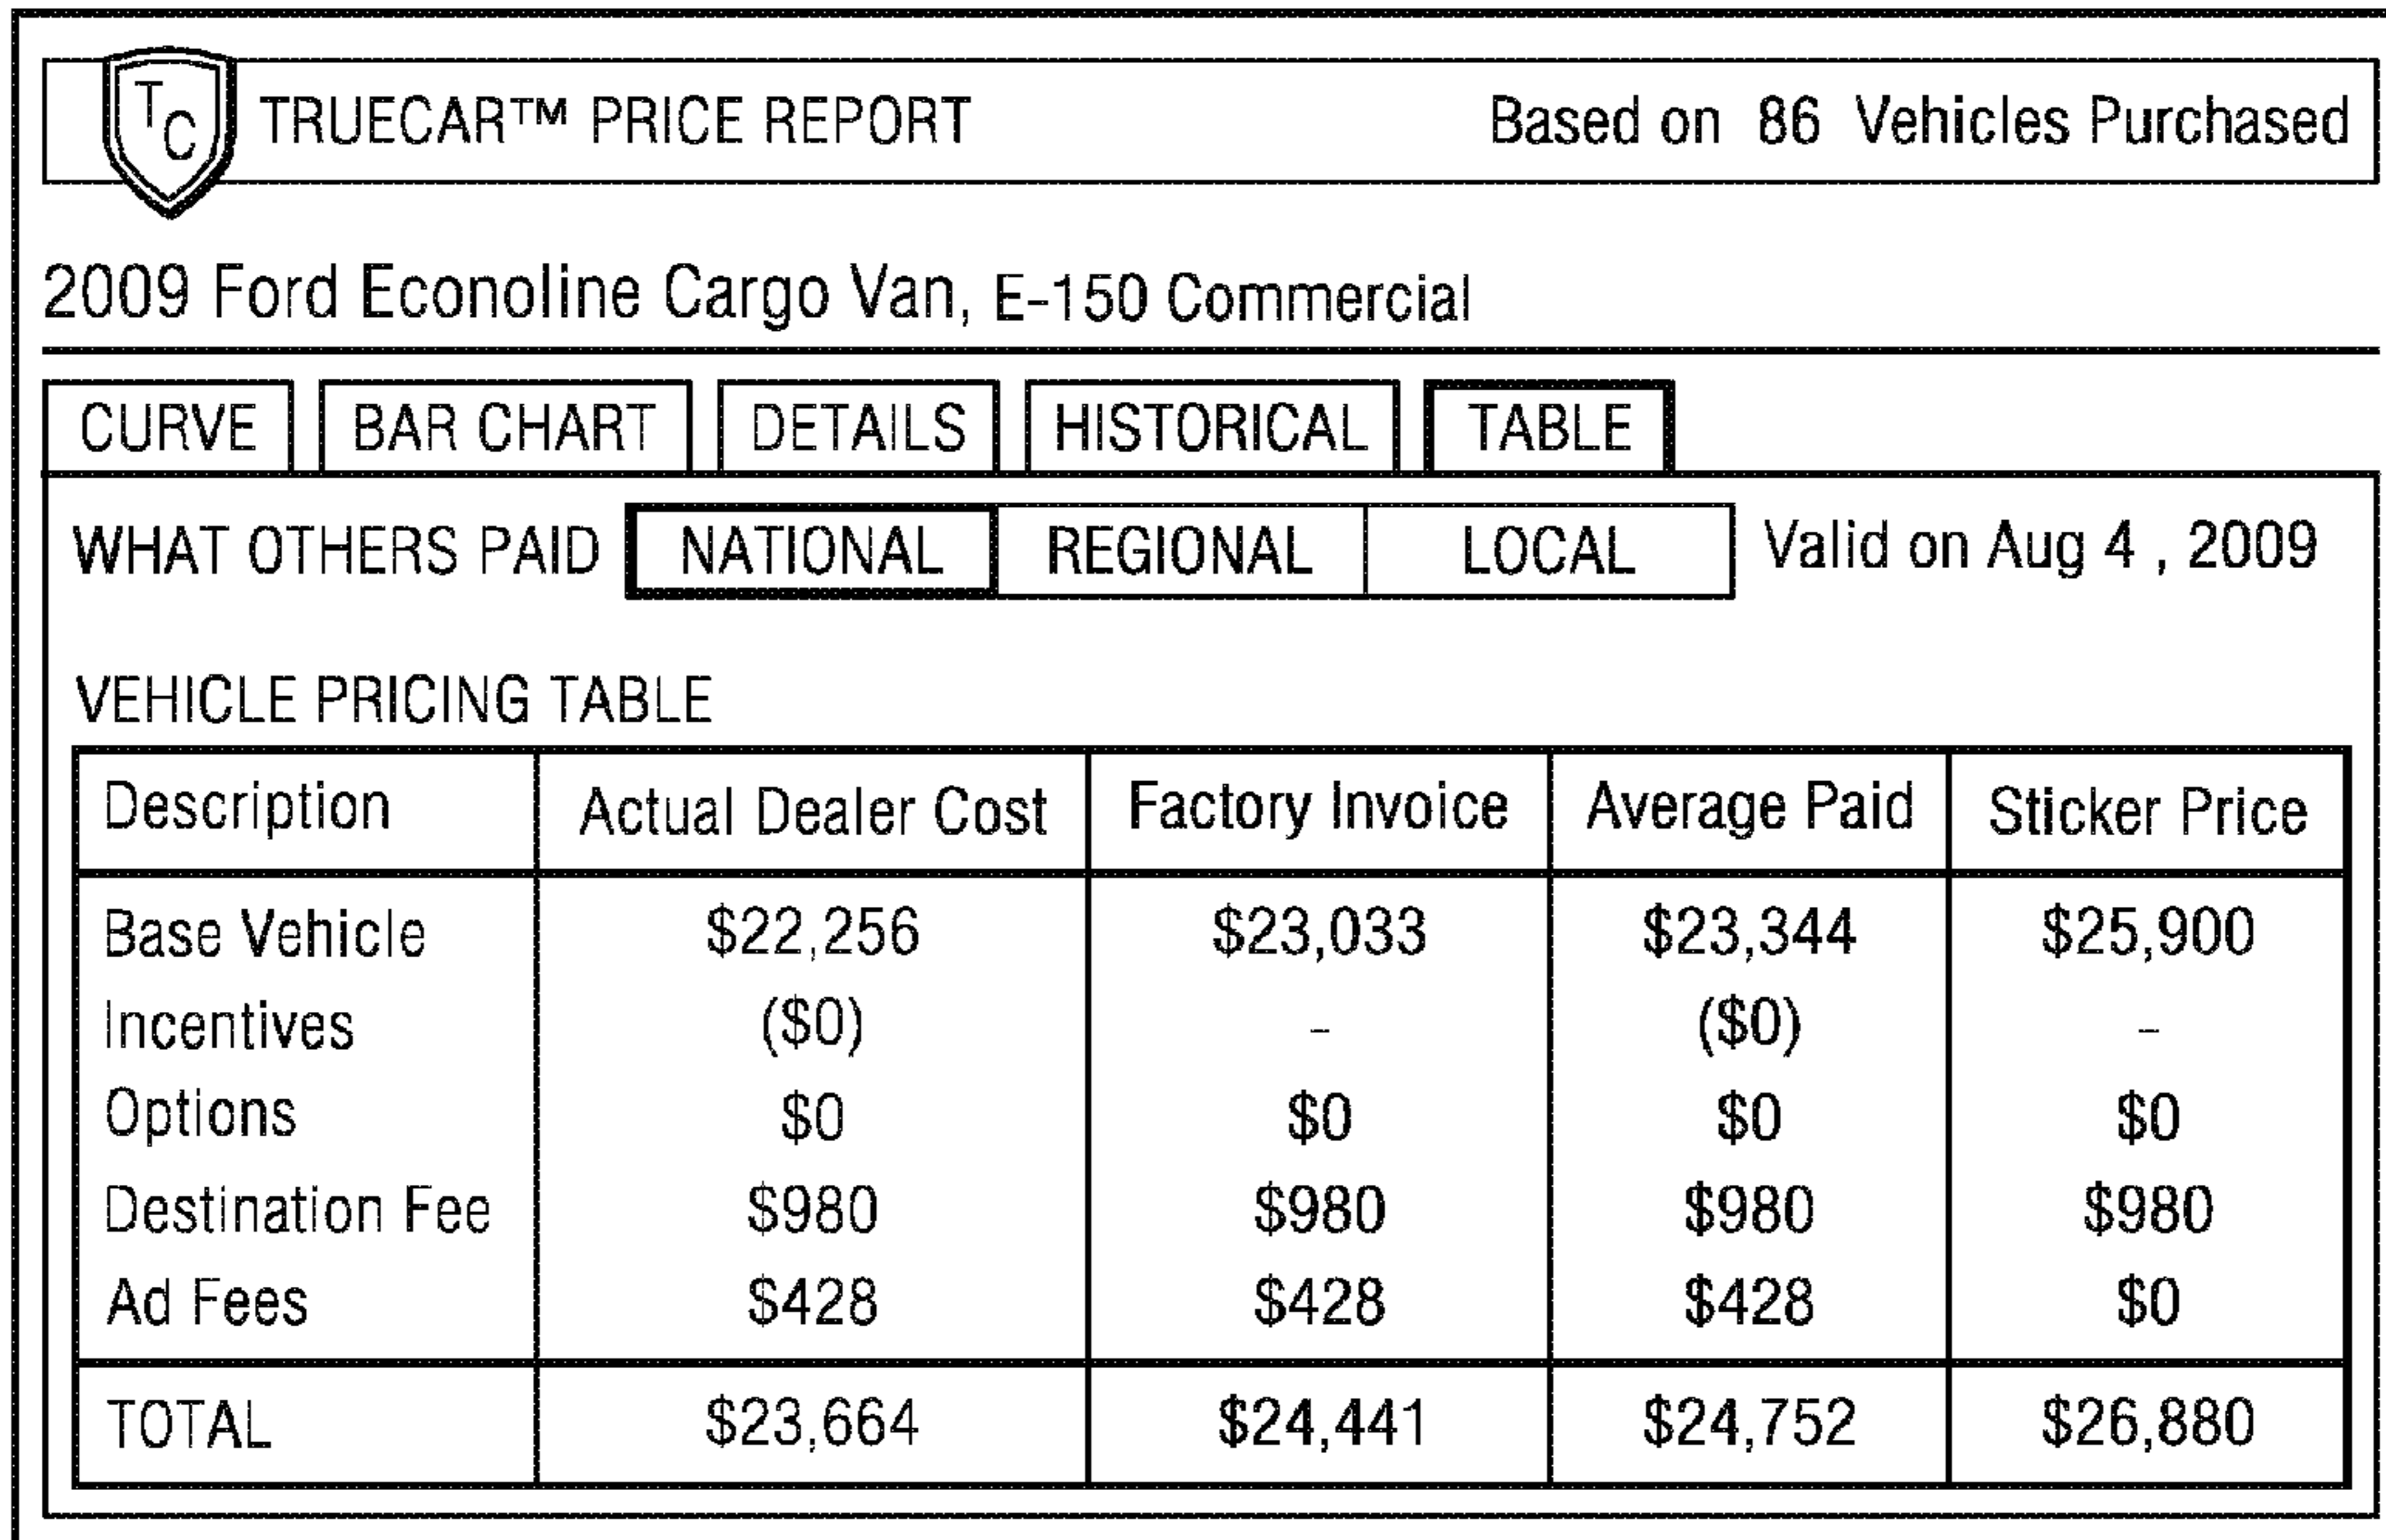 TC TRUECAR™ PRICE REPORT Based on 86 Vehicles Purchased
2009 Ford Econoline Cargo Van, E-150 Commercial
CURVE BAR CHART DETAILS HISTORICAL TABLE
WHAT OTHERS PAID NATIONAL REGIONAL LOCAL Valid on Aug 4 , 2009
VEHICLE PRICING TABLE
Description Actual Dealer Cost Factory Invoice Average Paid Sticker Price
Base Vehicle $22,256 $23,033 $23,344 $25,900
Incentives ($0) - ($0) -
Options $0 $0 $0 $0
Destination Fee $980 $980 $980 $980
Ad Fees $428 $428 $428 $0
TOTAL $23,664 $24,441 $24,752 $26,880